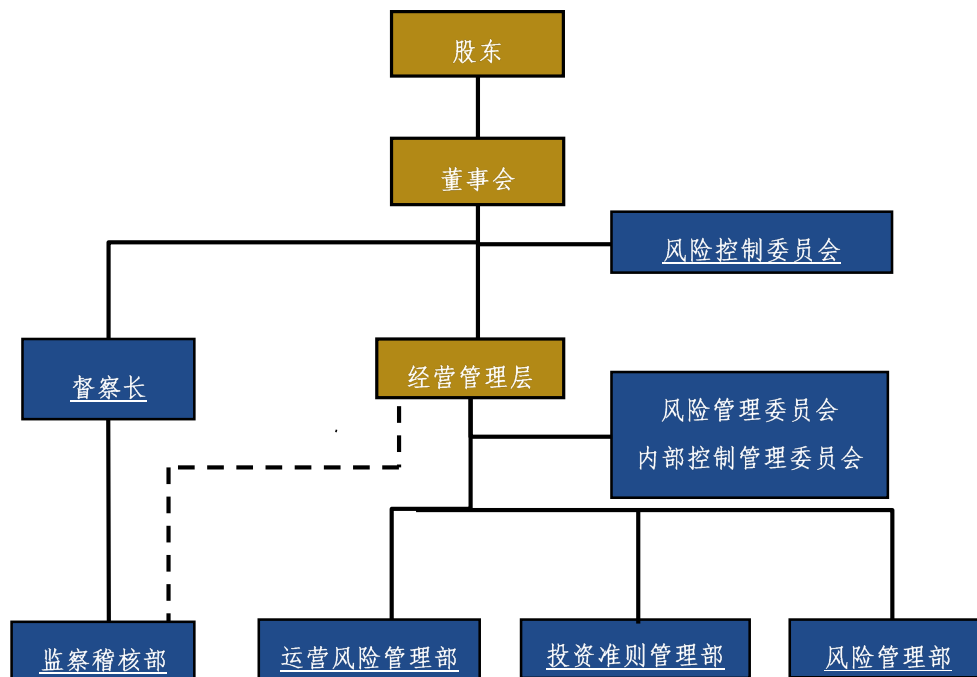 股东
董事会
风险控制委员会
督察长
经营管理层
风险管理委员会
内部控制管理委员会
监察稽核部
运营风险管理部
投资准则管理部
风险管理部